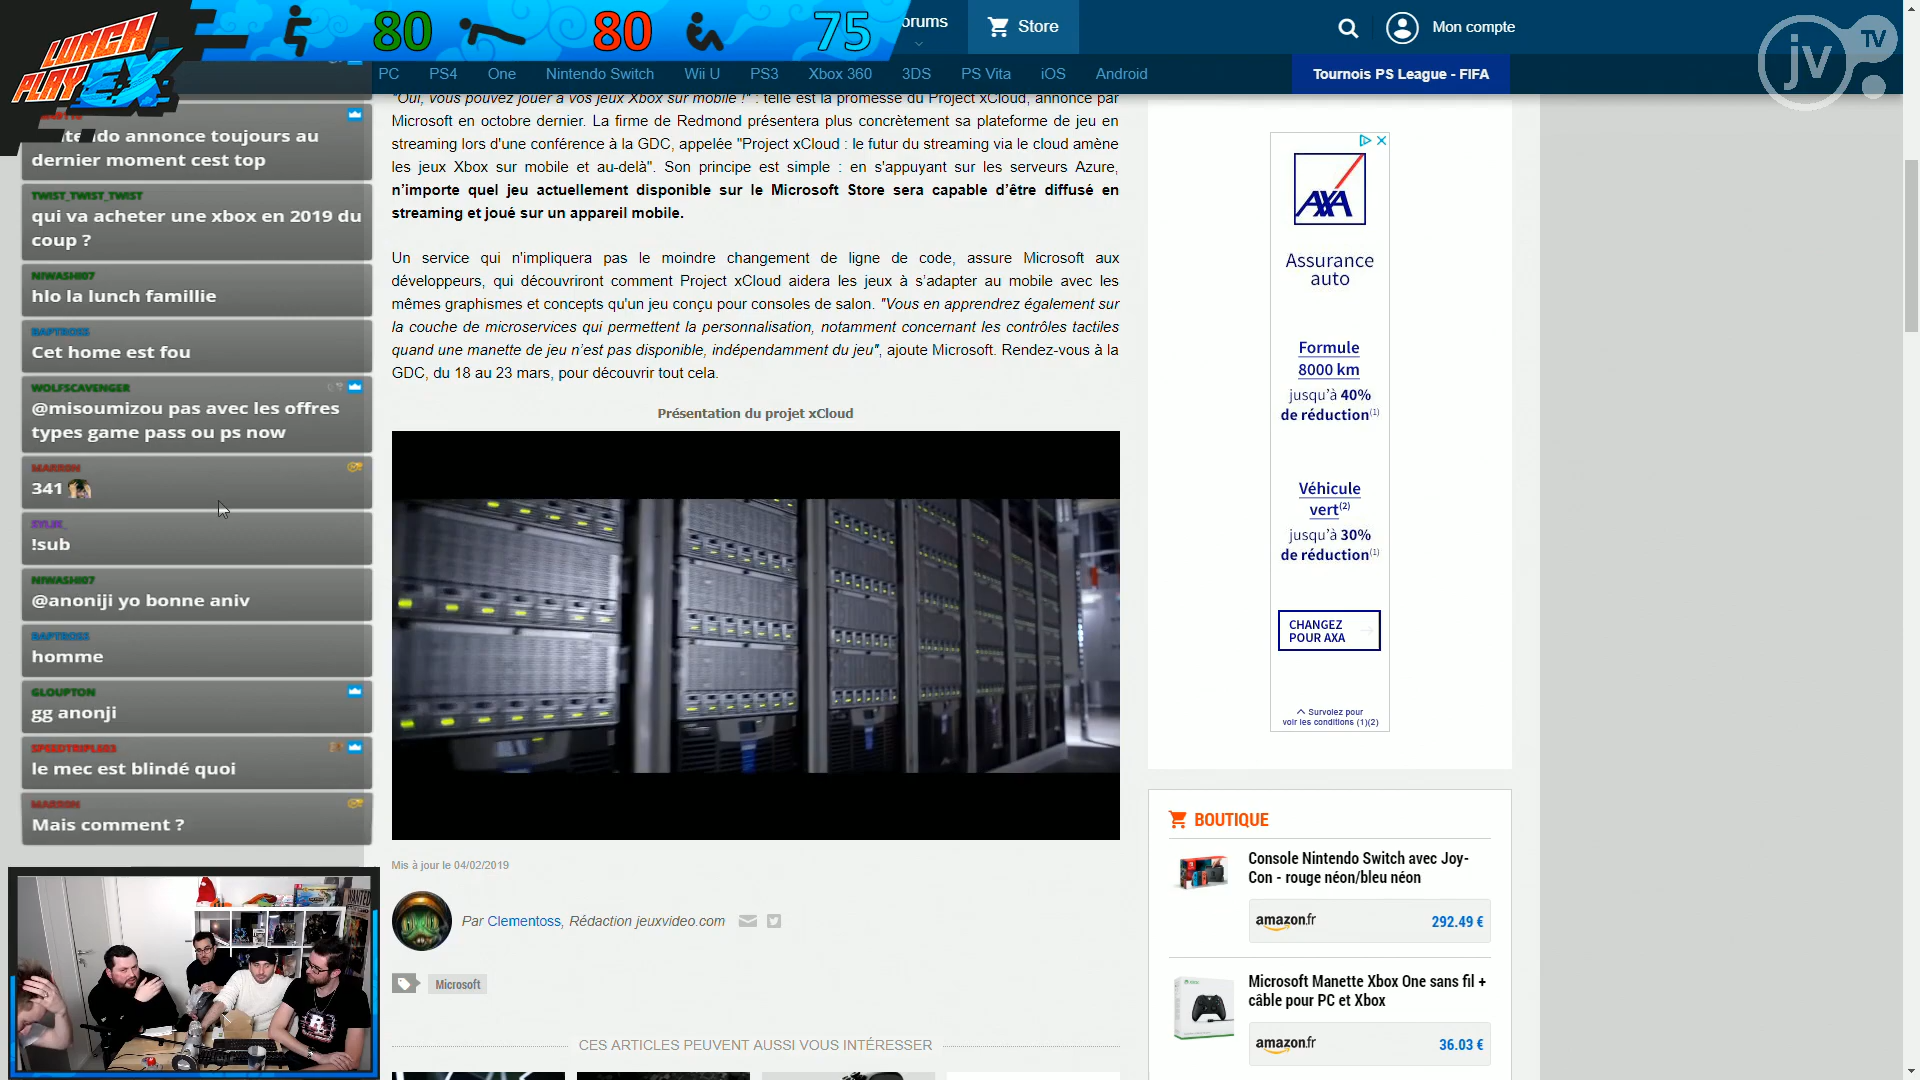 LUNCH
PLAY
EX
80
80
75
orums
Store
Mon compte
jv
TV
PC
PS4
One
Nintendo Switch
Wii U
PS3
Xbox 360
3DS
PS Vita
iOS
Android
Tournois PS League - FIFA
do annonce toujours au
dernier moment cest top
TWIST_TWIST_TWIST
qui va acheter une xbox en 2019 du
coup ?
NIWASHI07
hlo la lunch famillie
BAPTROSS
Cet home est fou
WOLFSCAVENGER
@misoumizou pas avec les offres
types game pass ou ps now
MARRON
341
!sub
NIWASHI07
@anoniji yo bonne aniv
BAPTROSS
homme
GLOUPTON
gg anonji
le mec est blindé quoi
MARRON
Mais comment ?
"Oui, vous pouvez jouer à vos jeux Xbox sur mobile !" : telle est la promesse du Project xCloud, annoncé par
Microsoft en octobre dernier. La firme de Redmond présentera plus concrètement sa plateforme de jeu en
streaming lors d'une conférence à la GDC, appelée "Project xCloud : le futur du streaming via le cloud amène
les jeux Xbox sur mobile et au-delà". Son principe est simple : en s'appuyant sur les serveurs Azure,
n’importe quel jeu actuellement disponible sur le Microsoft Store sera capable d’être diffusé en
streaming et joué sur un appareil mobile.
Un service qui n'impliquera pas le moindre changement de ligne de code, assure Microsoft aux
développeurs, qui découvriront comment Project xCloud aidera les jeux à s’adapter au mobile avec les
mêmes graphismes et concepts qu'un jeu conçu pour consoles de salon. "Vous en apprendrez également sur
la couche de microservices qui permettent la personnalisation, notamment concernant les contrôles tactiles
quand une manette de jeu n’est pas disponible, indépendamment du jeu", ajoute Microsoft. Rendez-vous à la
GDC, du 18 au 23 mars, pour découvrir tout cela.
Présentation du projet xCloud
Mis à jour le 04/02/2019
Par Clementoss, Rédaction jeuxvideo.com
Microsoft
CES ARTICLES PEUVENT AUSSI VOUS INTÉRESSER
AXA
Assurance
auto
Formule
8000 km
jusqu'à 40%
de réduction(1)
Véhicule
vert(2)
jusqu'à 30%
de réduction(1)
CHANGEZ
POUR AXA
Survolez pour
voir les conditions (1)(2)
BOUTIQUE
Console Nintendo Switch avec Joy-
Con - rouge néon/bleu néon
amazon.fr
292.49 €
Microsoft Manette Xbox One sans fil +
câble pour PC et Xbox
amazon.fr
36.03 €
WANTED